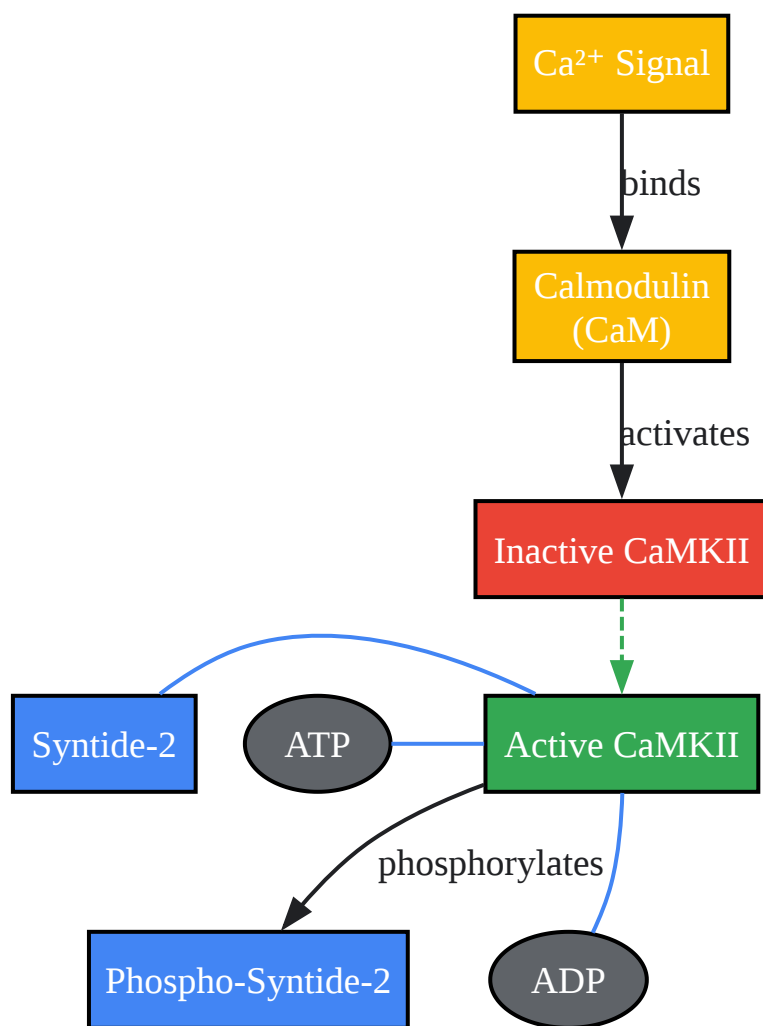 Ca²⁺ Signal
binds
Calmodulin
(CaM)
activates
Inactive CaMKII
Syntide-2
ATP
Active CaMKII
phosphorylates
Phospho-Syntide-2
ADP